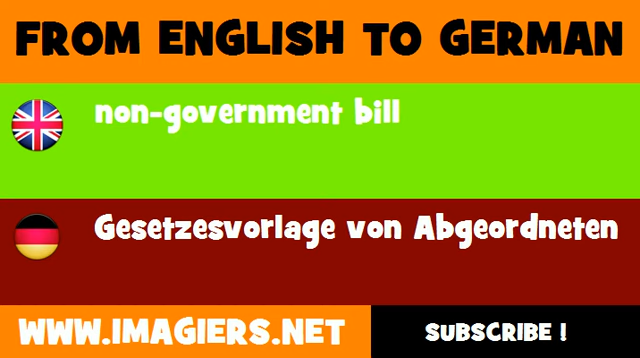 FROM ENGLISH TO GERMAN
non-government bill
Gesetzesvorlage von Abgeordneten
WWW.IMAGIERS.NET
SUBSCRIBE !